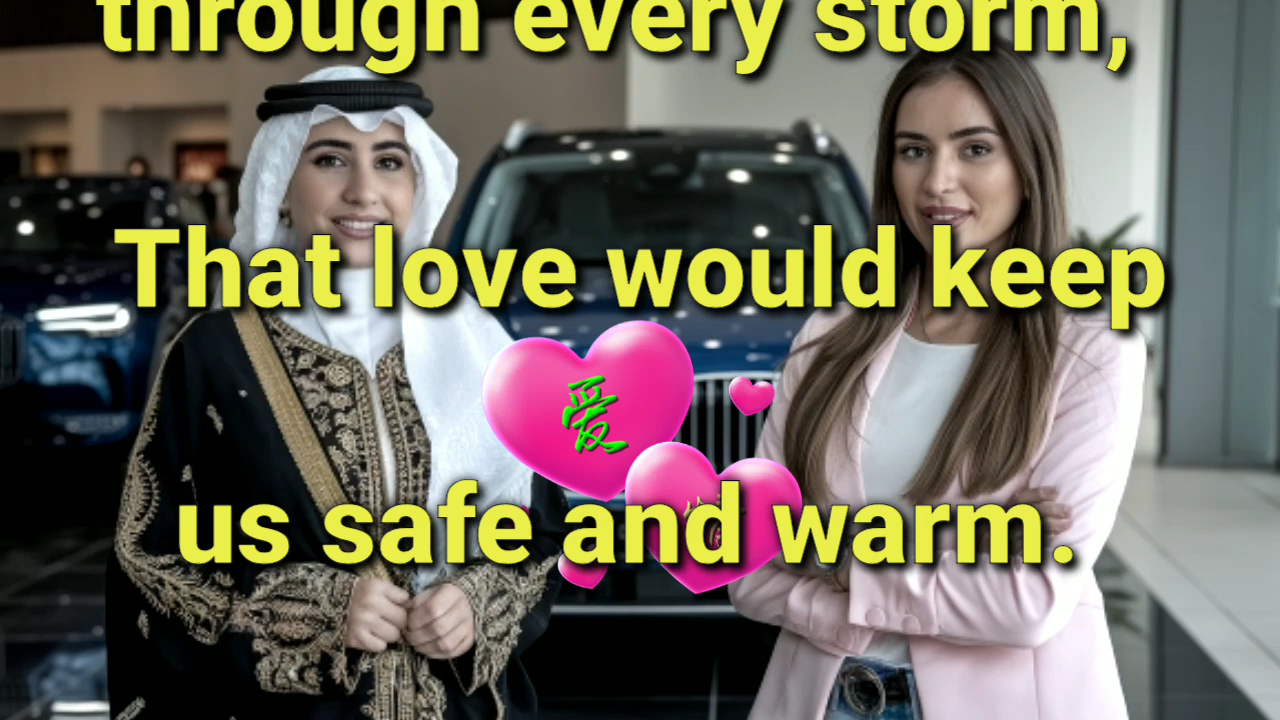 through every storm,
That love would keep
爱
us safe and warm.